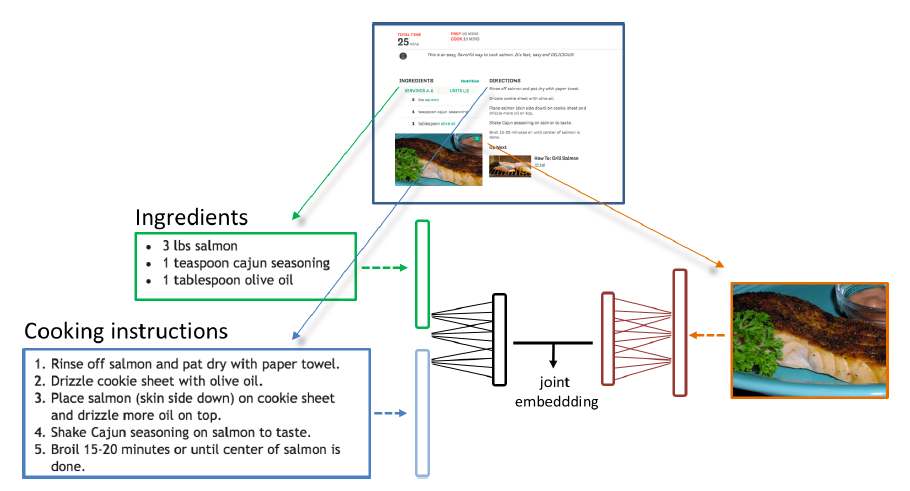 TOTAL TIME
PREP 10 MINS
25 mins
COOK 15 MINS
This is an easy, flavorful way to cook salmon. It's fast, easy and DELICIOUS!
INGREDIENTS
Nutrition
DIRECTIONS
SERVINGS 4-6
UNITS US
Rinse off salmon and pat dry with paper towel.
lbs salmon
Drizzle cookie sheet with olive oil.
teaspoon cajun seasoning
Place salmon (skin side down) on cookie sheet and
drizzle more oil on top.
1 tablespoon olive oil
Shake Cajun seasoning on salmon to taste.
Broil 15-20 minutes or until center of salmon is
done.
Up Next
How To: Grill Salmon
Ingredients
• 3 lbs salmon
• 1 teaspoon cajun seasoning
• 1 tablespoon olive oil
Cooking instructions
1. Rinse off salmon and pat dry with paper towel.
2. Drizzle cookie sheet with olive oil.
3. Place salmon (skin side down) on cookie sheet
and drizzle more oil on top.
4. Shake Cajun seasoning on salmon to taste.
5. Broil 15-20 minutes or until center of salmon is
done.
joint
embeddding